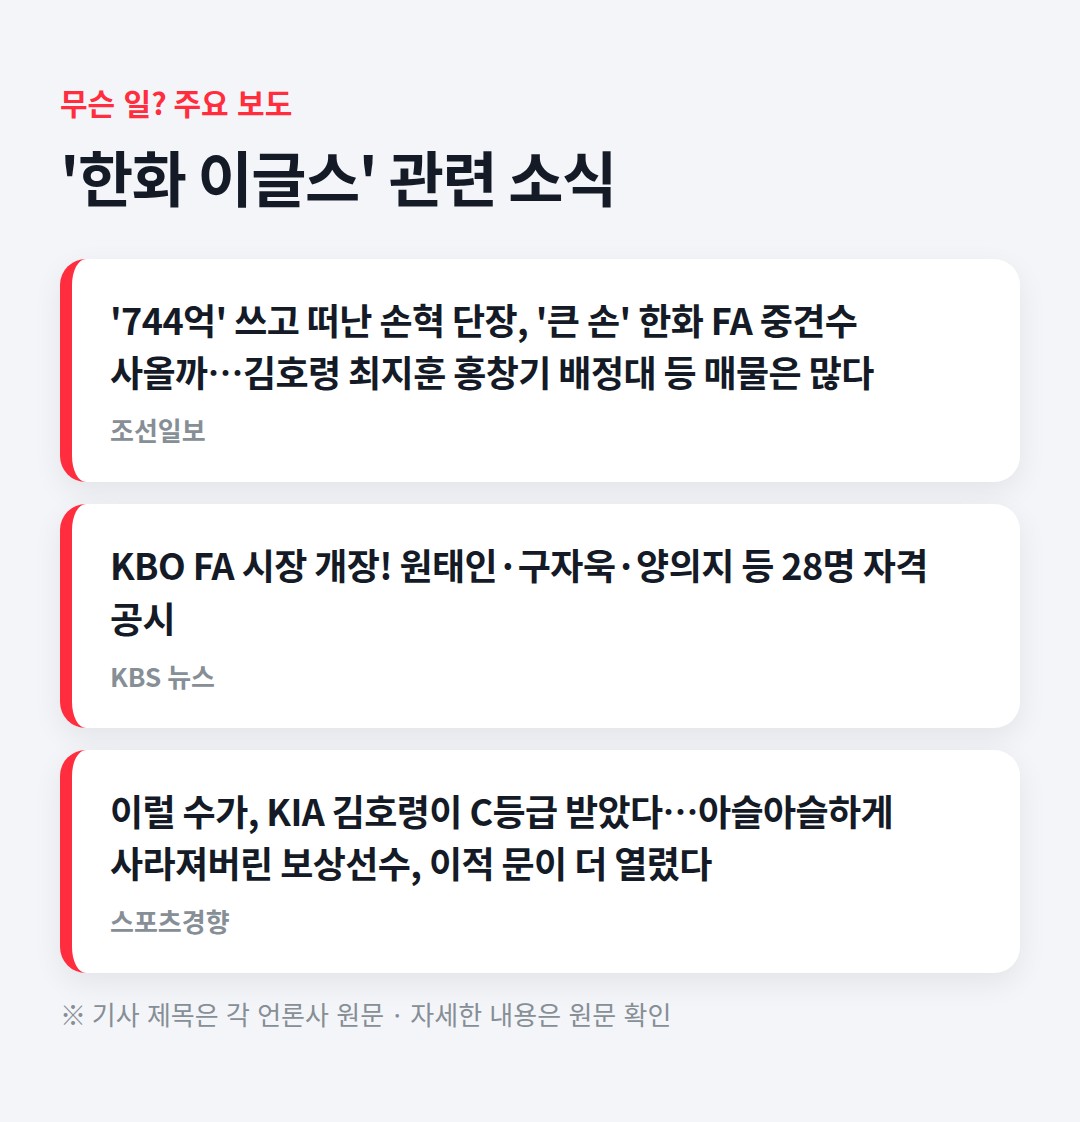 무슨 일? 주요 보도
'한화 이글스' 관련 소식
'744억' 쓰고 떠난 손혁 단장, '큰 손' 한화 FA 중견수
사올까…김호령 최지훈 홍창기 배정대 등 매물은 많다
조선일보
KBO FA 시장 개장! 원태인·구자욱·양의지 등 28명 자격
공시
KBS 뉴스
이럴 수가, KIA 김호령이 C등급 받았다…아슬아슬하게
사라져버린 보상선수, 이적 문이 더 열렸다
스포츠경향
※ 기사 제목은 각 언론사 원문 · 자세한 내용은 원문 확인